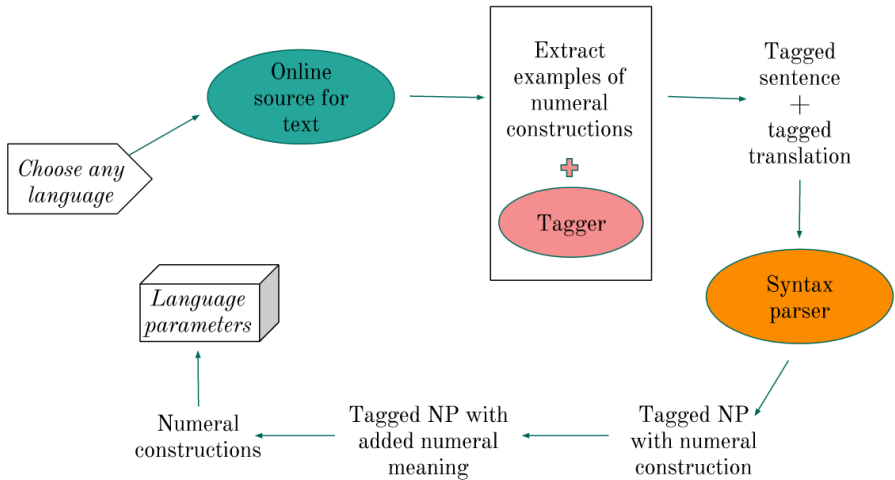 Choose any
language
Online
source for
text
Extract
examples of
numeral
constructions
Tagger
Tagged
sentence
+
tagged
translation
Syntax
parser
Tagged NP
with numeral
construction
Tagged NP with
added numeral
meaning
Numeral
constructions
Language
parameters